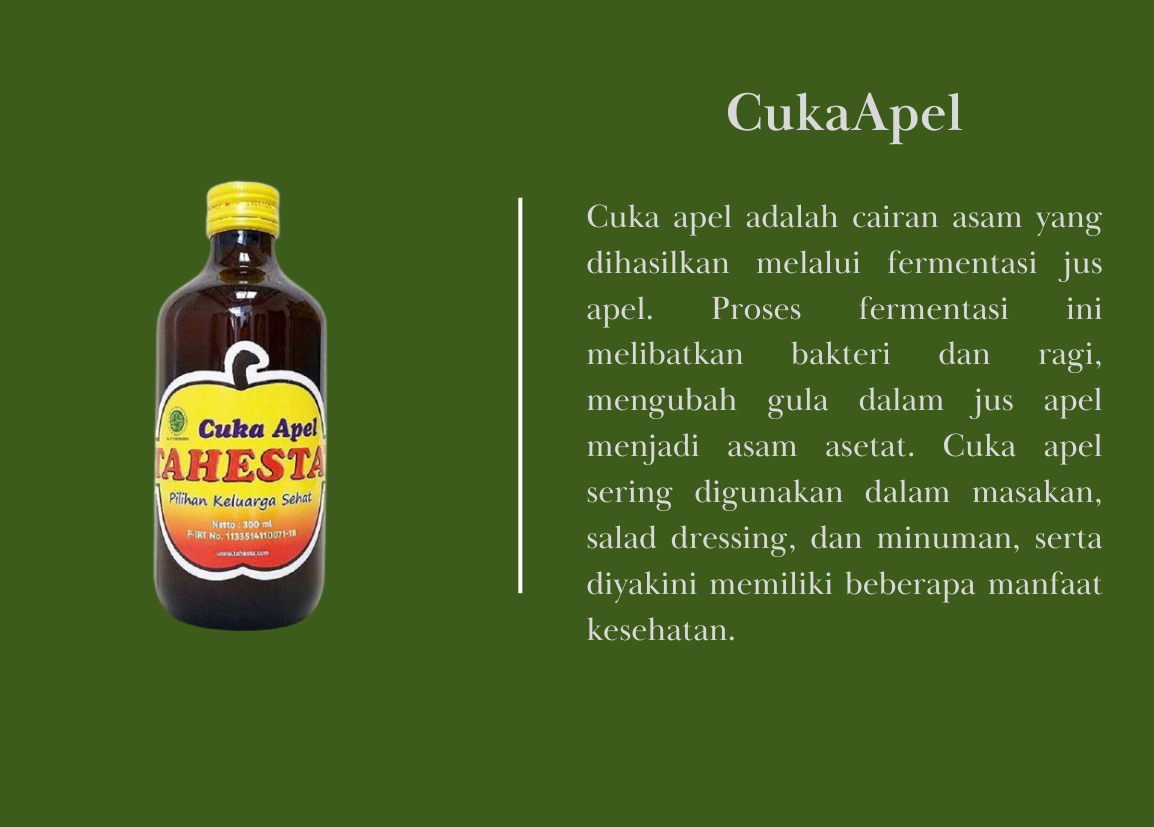 CukaApel
Cuka apel adalah cairan asam yang
dihasilkan melalui fermentasi jus
apel. Proses fermentasi ini
melibatkan bakteri dan ragi,
mengubah gula dalam jus apel
menjadi asam asetat. Cuka apel
sering digunakan dalam masakan,
salad dressing, dan minuman, serta
diyakini memiliki beberapa manfaat
kesehatan.
Cuka Apel
TAHESTA
Pilihan Keluarga Sehat
Netto : 300 ml
P-IRT No. 1133514110071-18
www.tahesta.com